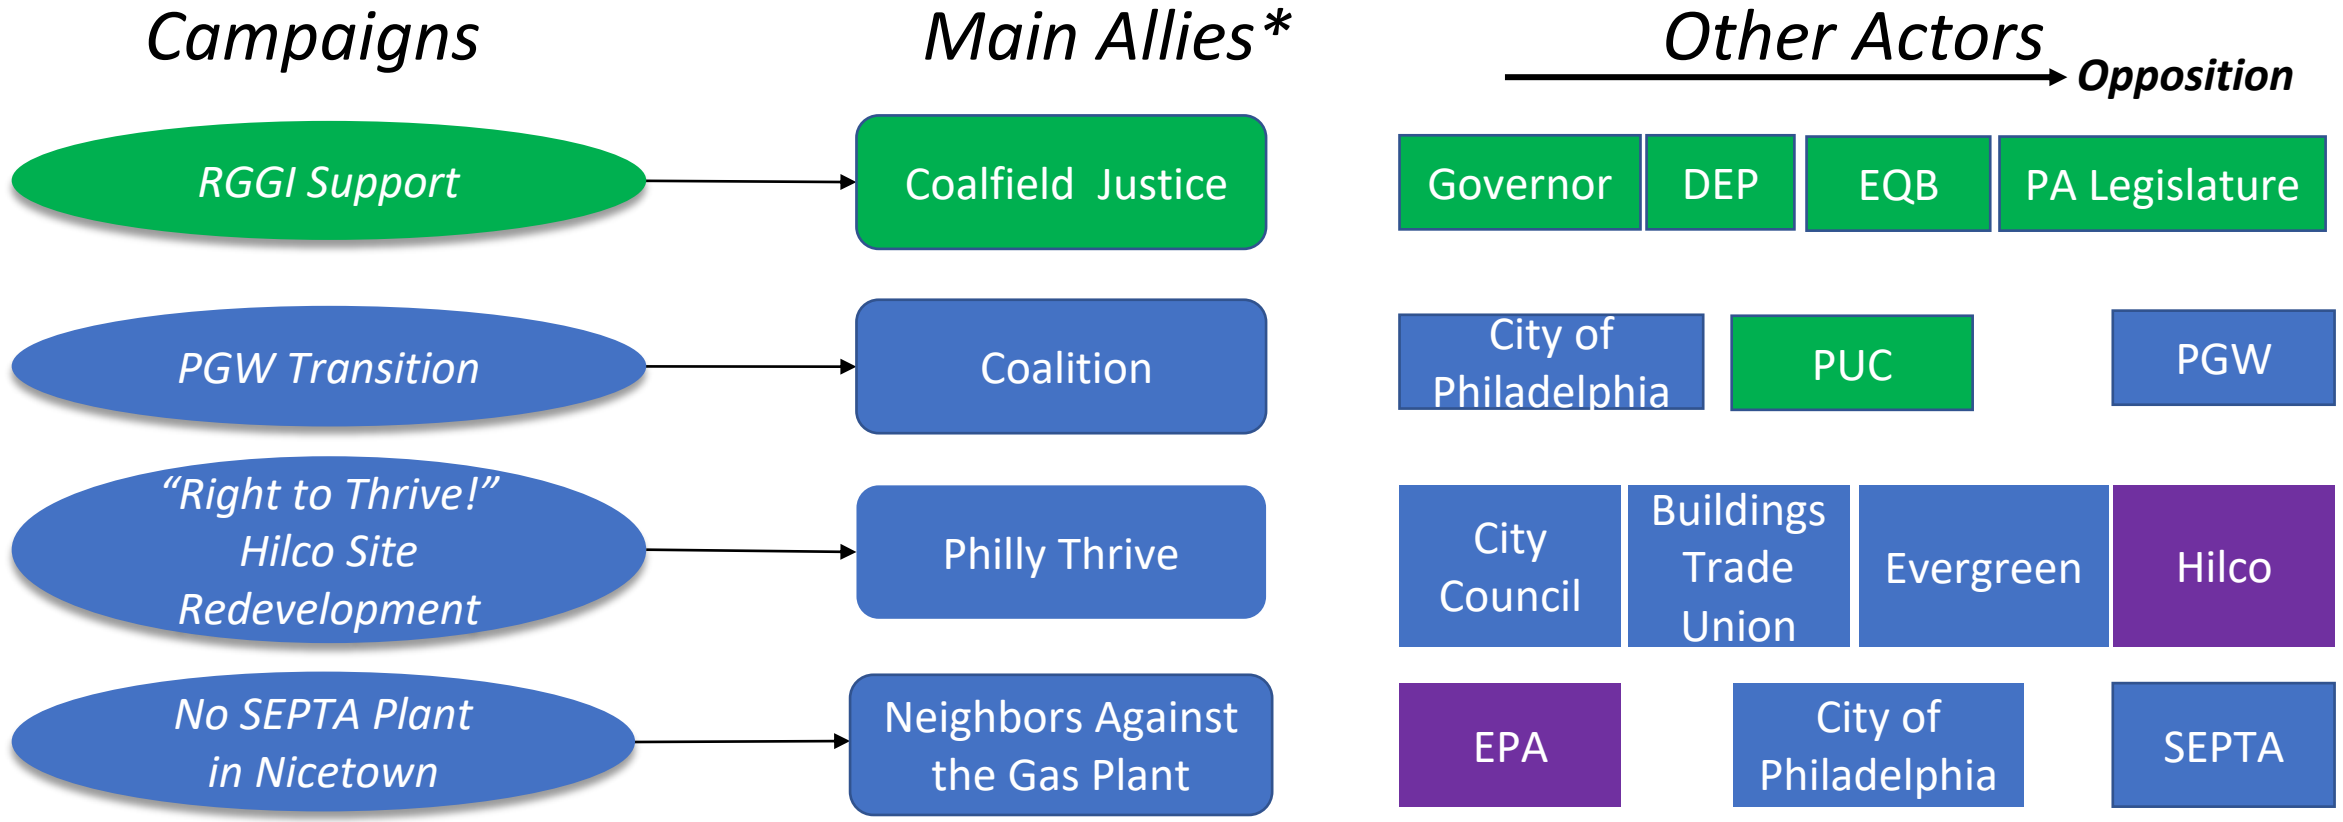 Campaigns
Main Allies*
Other Actors
Opposition
RGGI Support
Coalfield Justice
Governor
DEP
EQB
PA Legislature
PGW Transition
Coalition
City of
Philadelphia
PUC
PGW
“Right to Thrive!”
Hilco Site
Redevelopment
Philly Thrive
City
Council
Buildings
Trade
Union
Evergreen
Hilco
No SEPTA Plant
in Nicetown
Neighbors Against
the Gas Plant
EPA
City of
Philadelphia
SEPTA